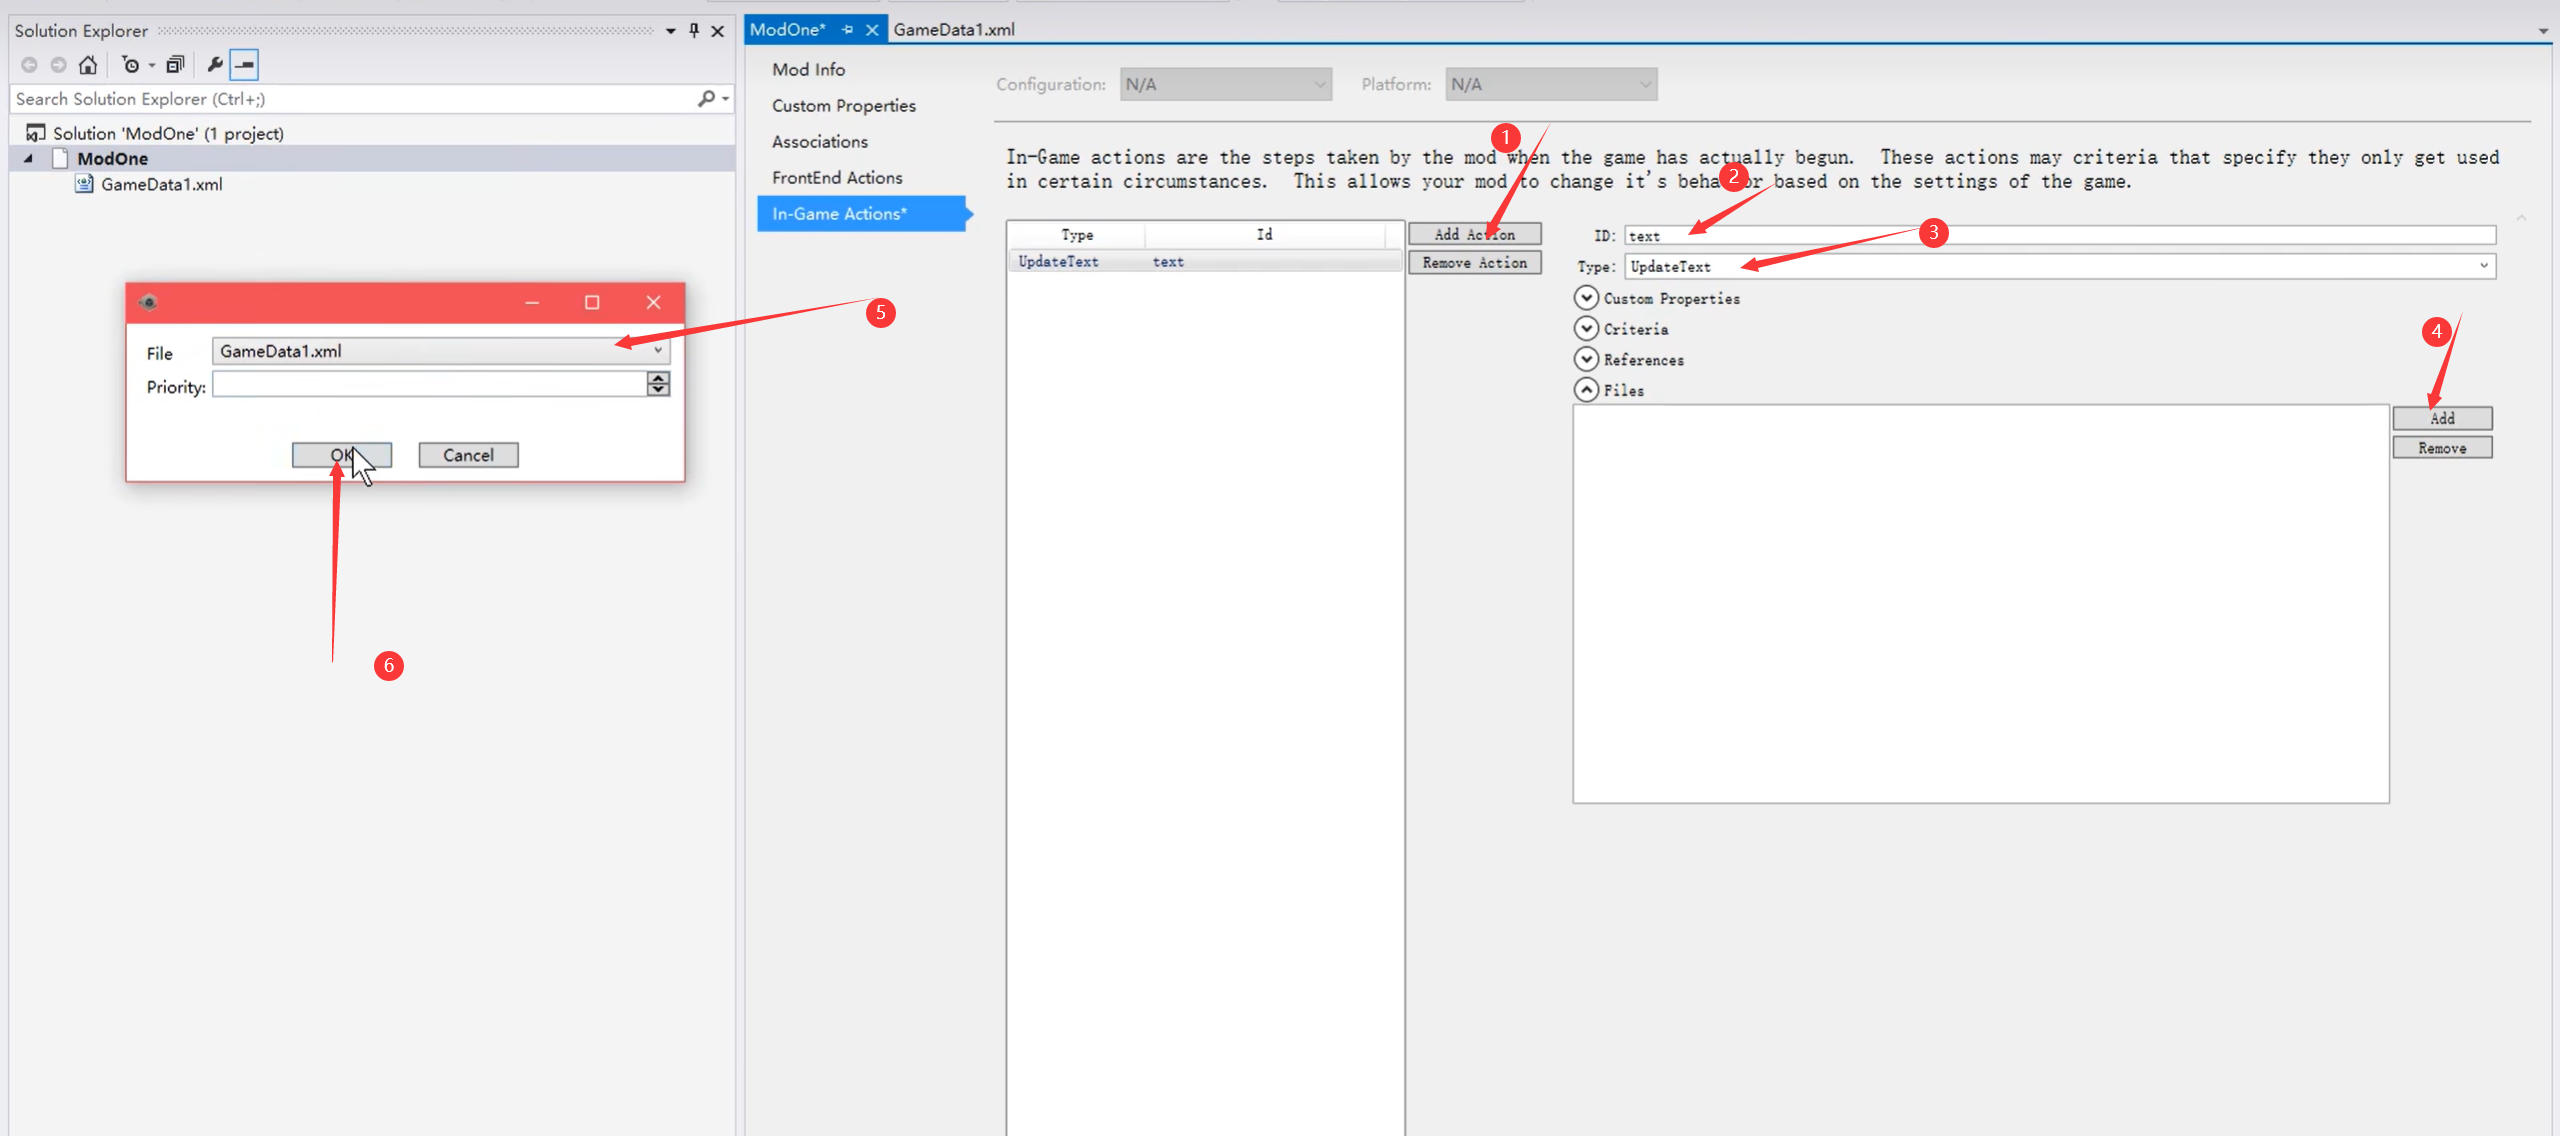 Solution Explorer
Search Solution Explorer (Ctrl+;)
Solution 'ModOne' (1 project)
ModOne
GameData1.xml
File
GameData1.xml
Priority:
OK
Cancel
5
6
ModOne*
GameData1.xml
Mod Info
Custom Properties
Associations
FrontEnd Actions
In-Game Actions*
Configuration:
N/A
Platform:
N/A
1
In-Game actions are the steps taken by the mod when the game has actually begun. These actions may criteria that specify they only get used
in certain circumstances. This allows your mod to change it's behavior based on the settings of the game.
2
Type
Id
UpdateText
text
Add Action
Remove Action
ID:
text
3
Type:
UpdateText
Custom Properties
Criteria
References
Files
4
Add
Remove